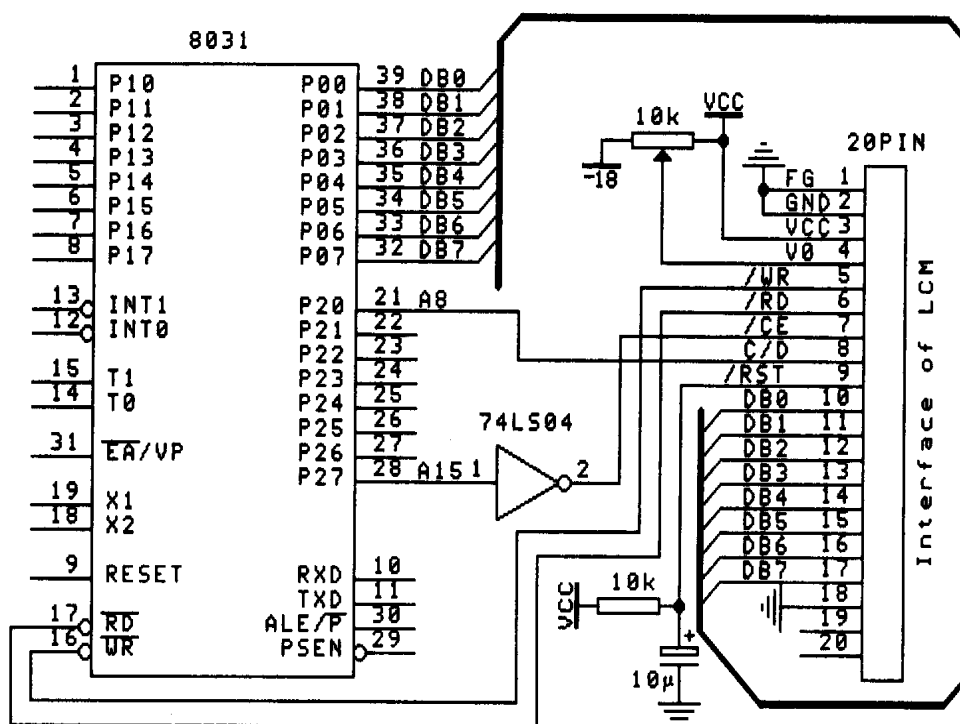 8031
1 P10 P00 39 DB0
2 P11 P01 38 DB1
3 P12 P02 37 DB2
4 P13 P03 36 DB3
5 P14 P04 35 DB4
6 P15 P05 34 DB5
7 P16 P06 33 DB6
8 P17 P07 32 DB7
13 INT1 P20 21 A8
12 INT0 P21 22
P22 23
15 T1 P23 24
14 T0 P24 25
P25 26
31 EA/VP P26 27
P27 28 A15
19 X1
18 X2
9 RESET RXD 10
TXD 11
17 RD ALE/P 30
16 WR PSEN 29
74LS04
1 2
10k
VCC
-18
20PIN
FG 1
GND 2
VCC 3
V0 4
/WR 5
/RD 6
/CE 7
C/D 8
/RST 9
DB0 10
DB1 11
DB2 12
DB3 13
DB4 14
DB5 15
DB6 16
DB7 17
18
19
20
Interface of LCM
VCC
10k
+
10µ